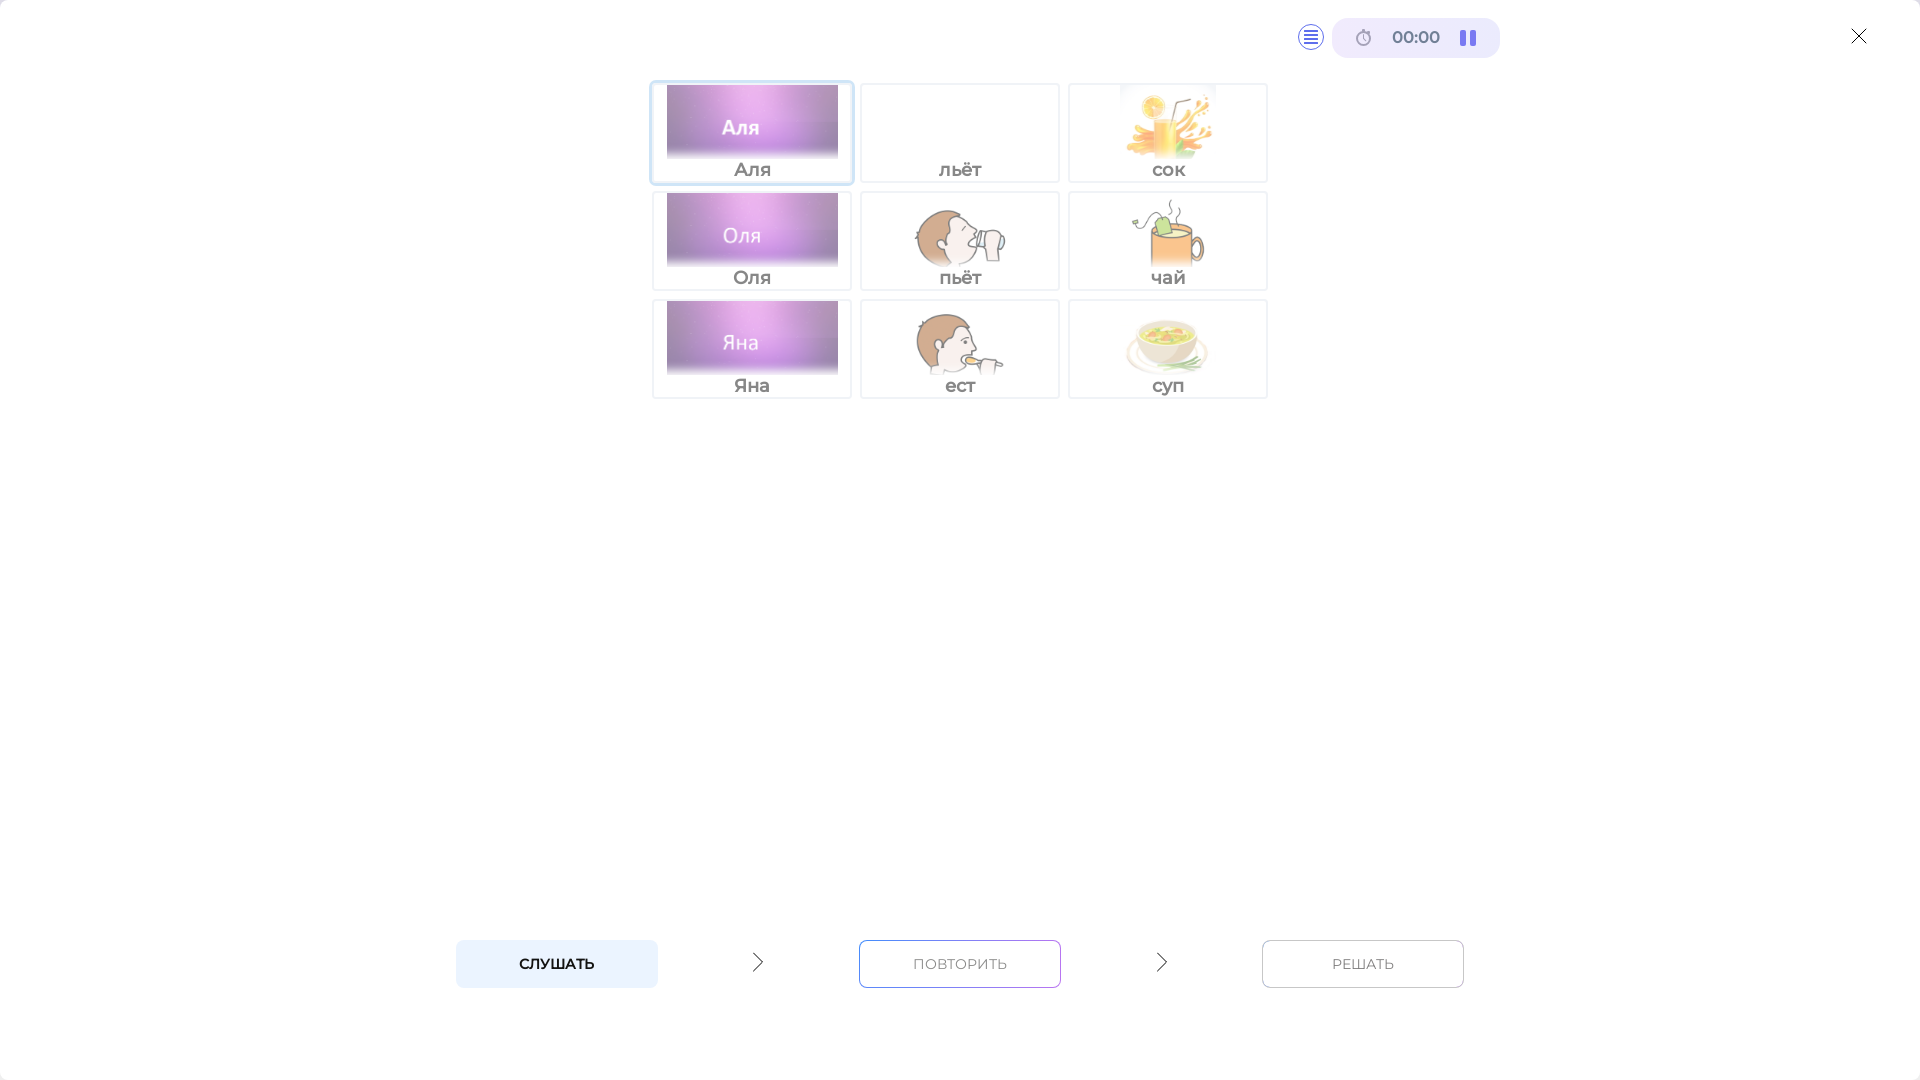 00:00
Аля
Аля
льёт
сок
Оля
Оля
пьёт
чай
Яна
Яна
ест
суп
СЛУШАТЬ
ПОВТОРИТЬ
РЕШАТЬ